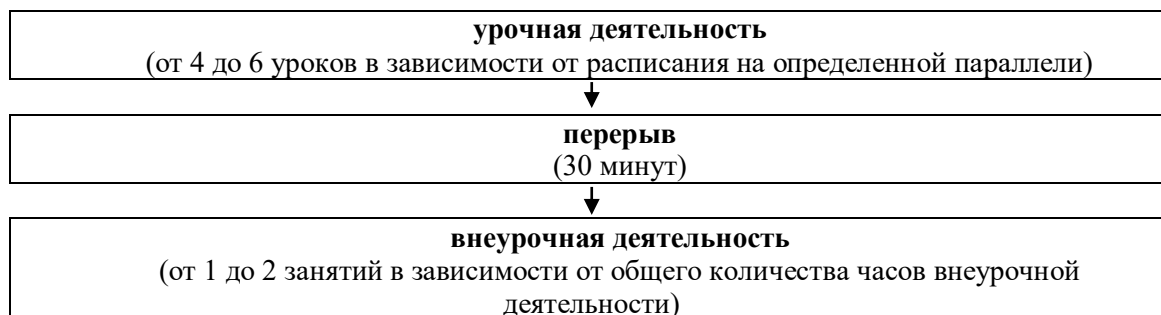 урочная деятельность
(от 4 до 6 уроков в зависимости от расписания на определенной параллели)
перерыв
(30 минут)
внеурочная деятельность
(от 1 до 2 занятий в зависимости от общего количества часов внеурочной
деятельности)